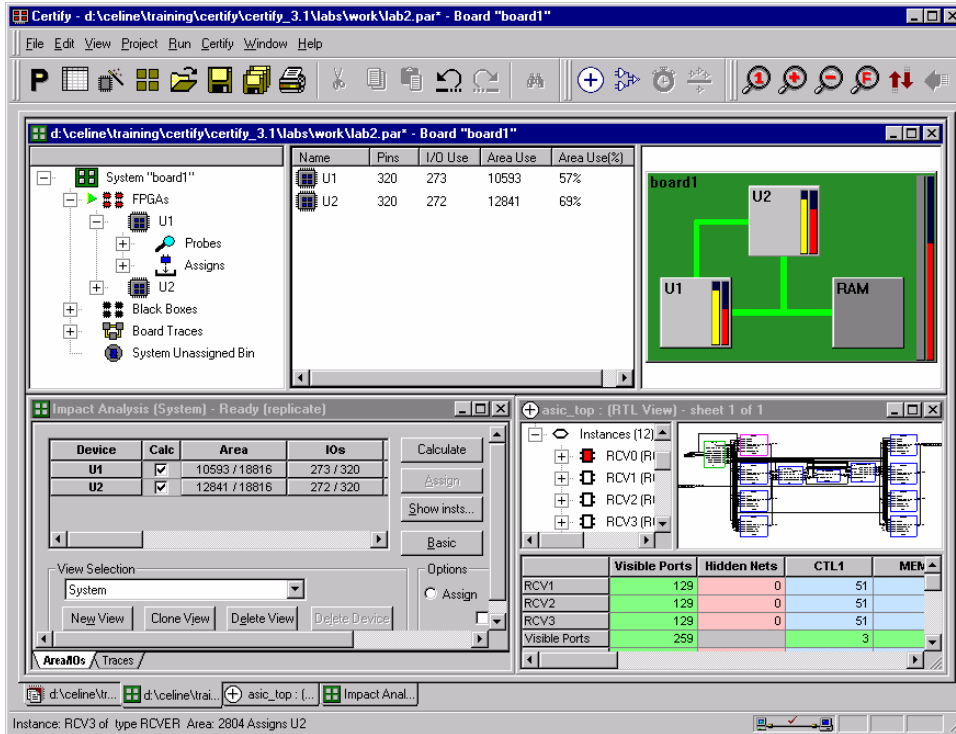 Certify - d:\celine\training\certify\certify_3.1\labs\work\lab2.par* - Board "board1"
File Edit View Project Run Certify Window Help
P 1 F
d:\celine\training\certify\certify_3.1\labs\work\lab2.par* - Board "board1"
System "board1"
FPGAs
U1
Probes
Assigns
U2
Black Boxes
Board Traces
System Unassigned Bin
Name Pins I/O Use Area Use Area Use(%)
U1 320 273 10593 57%
U2 320 272 12841 69%
board1
U2
U1
RAM
Impact Analysis (System) - Ready (replicate)
Device Calc Area IOs
U1 10593 / 18816 273 / 320
U2 12841 / 18816 272 / 320
Calculate
Assign
Show insts...
Basic
View Selection
System
New View Clone View Delete View Delete Device
Options
Assign
Area/IOs Traces
asic_top : (RTL View) - sheet 1 of 1
Instances (12)
RCV0 (R
RCV1 (R
RCV2 (R
RCV3 (R
Visible Ports Hidden Nets CTL1 MEM
RCV1 129 0 51
RCV2 129 0 51
RCV3 129 0 51
Visible Ports 259 3
d:\celine\tr... d:\celine\trai... asic_top : (... Impact Anal...
Instance: RCV3 of type RCVER Area: 2804 Assigns U2